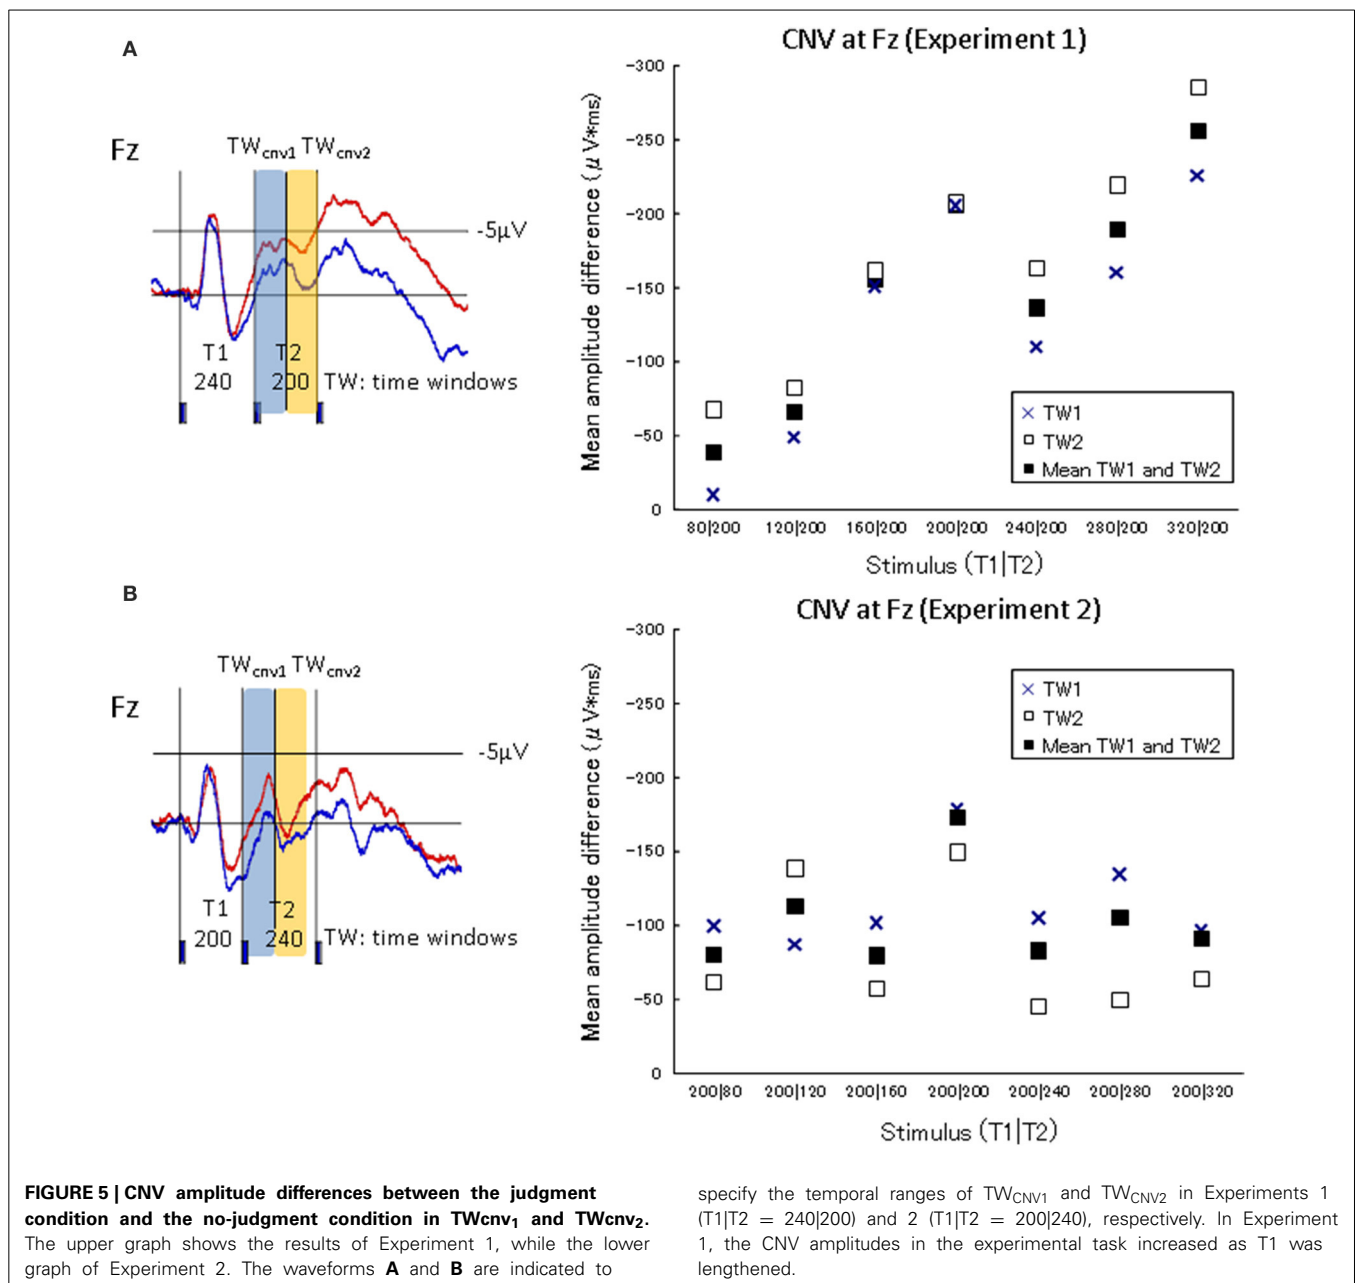 A
CNV at Fz (Experiment 1)
Fz
TWcnv1 TWcnv2
-5μV
T1 T2
240 200 TW: time windows
Mean amplitude difference (μV*ms)
-300
-250
-200
-150
-100
-50
0
× TW1
□ TW2
■ Mean TW1 and TW2
80|200 120|200 160|200 200|200 240|200 280|200 320|200
Stimulus (T1|T2)
B
CNV at Fz (Experiment 2)
Fz
TWcnv1 TWcnv2
-5μV
T1 T2
200 240 TW: time windows
Mean amplitude difference (μV*ms)
-300
-250
-200
-150
-100
-50
0
× TW1
□ TW2
■ Mean TW1 and TW2
200|80 200|120 200|160 200|200 200|240 200|280 200|320
Stimulus (T1|T2)
FIGURE 5 | CNV amplitude differences between the judgment
condition and the no-judgment condition in TWcnv1 and TWcnv2.
The upper graph shows the results of Experiment 1, while the lower
graph of Experiment 2. The waveforms A and B are indicated to
specify the temporal ranges of TWCNV1 and TWCNV2 in Experiments 1
(T1|T2 = 240|200) and 2 (T1|T2 = 200|240), respectively. In Experiment
1, the CNV amplitudes in the experimental task increased as T1 was
lengthened.